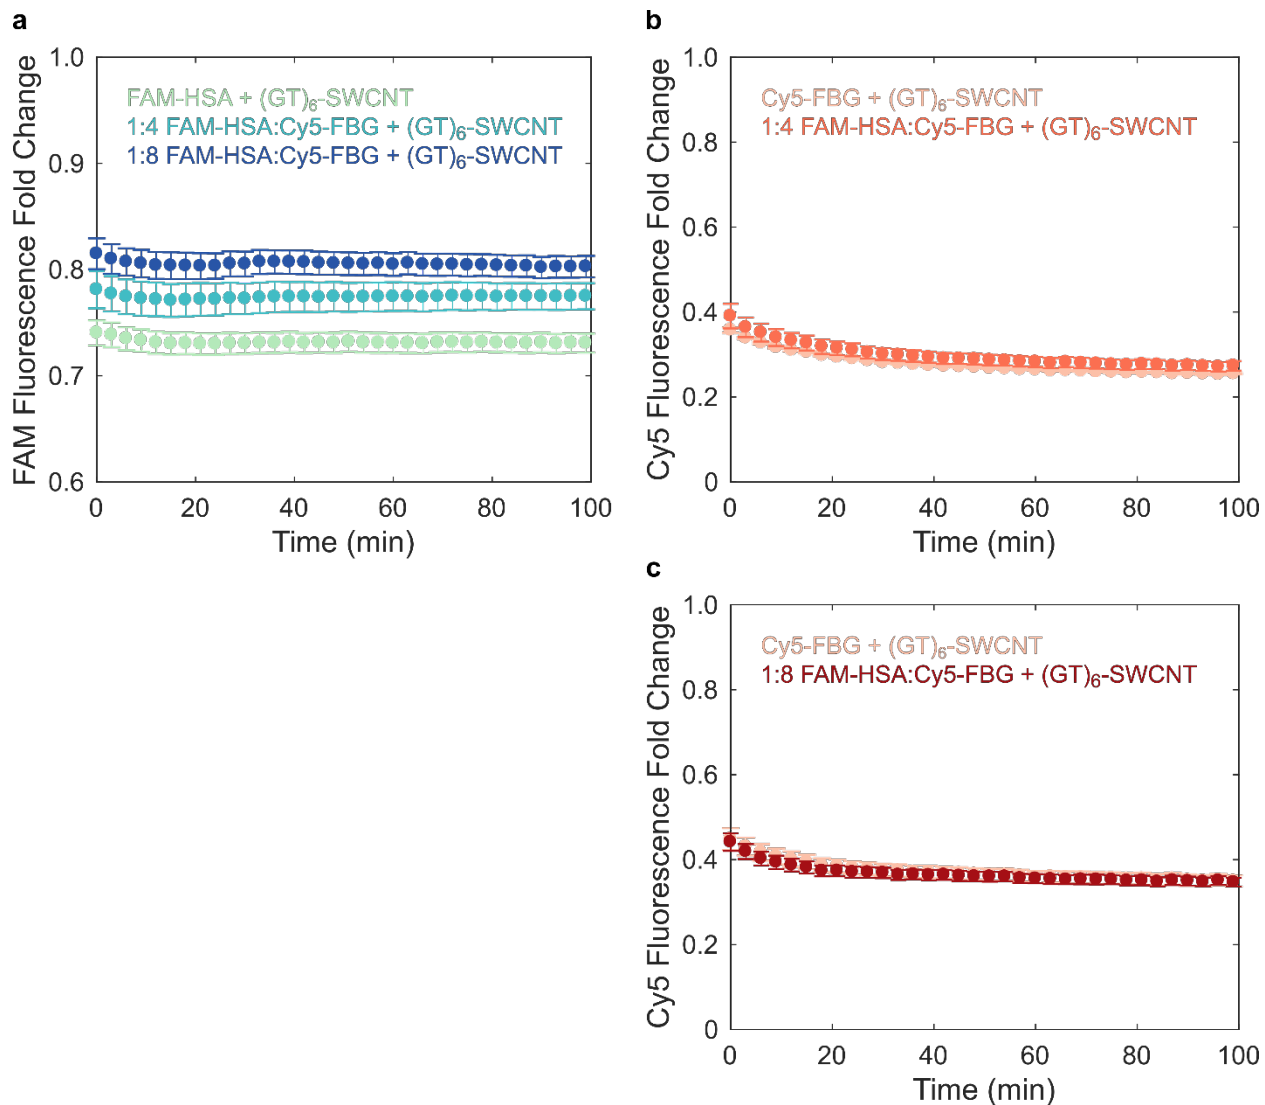 a
FAM Fluorescence Fold Change
1.0
0.9
0.8
0.7
0.6
FAM-HSA + (GT)₆-SWCNT
1:4 FAM-HSA:Cy5-FBG + (GT)₆-SWCNT
1:8 FAM-HSA:Cy5-FBG + (GT)₆-SWCNT
0 20 40 60 80 100
Time (min)
b
Cy5 Fluorescence Fold Change
1.0
0.8
0.6
0.4
0.2
0
Cy5-FBG + (GT)₆-SWCNT
1:4 FAM-HSA:Cy5-FBG + (GT)₆-SWCNT
0 20 40 60 80 100
Time (min)
c
Cy5 Fluorescence Fold Change
1.0
0.8
0.6
0.4
0.2
0
Cy5-FBG + (GT)₆-SWCNT
1:8 FAM-HSA:Cy5-FBG + (GT)₆-SWCNT
0 20 40 60 80 100
Time (min)